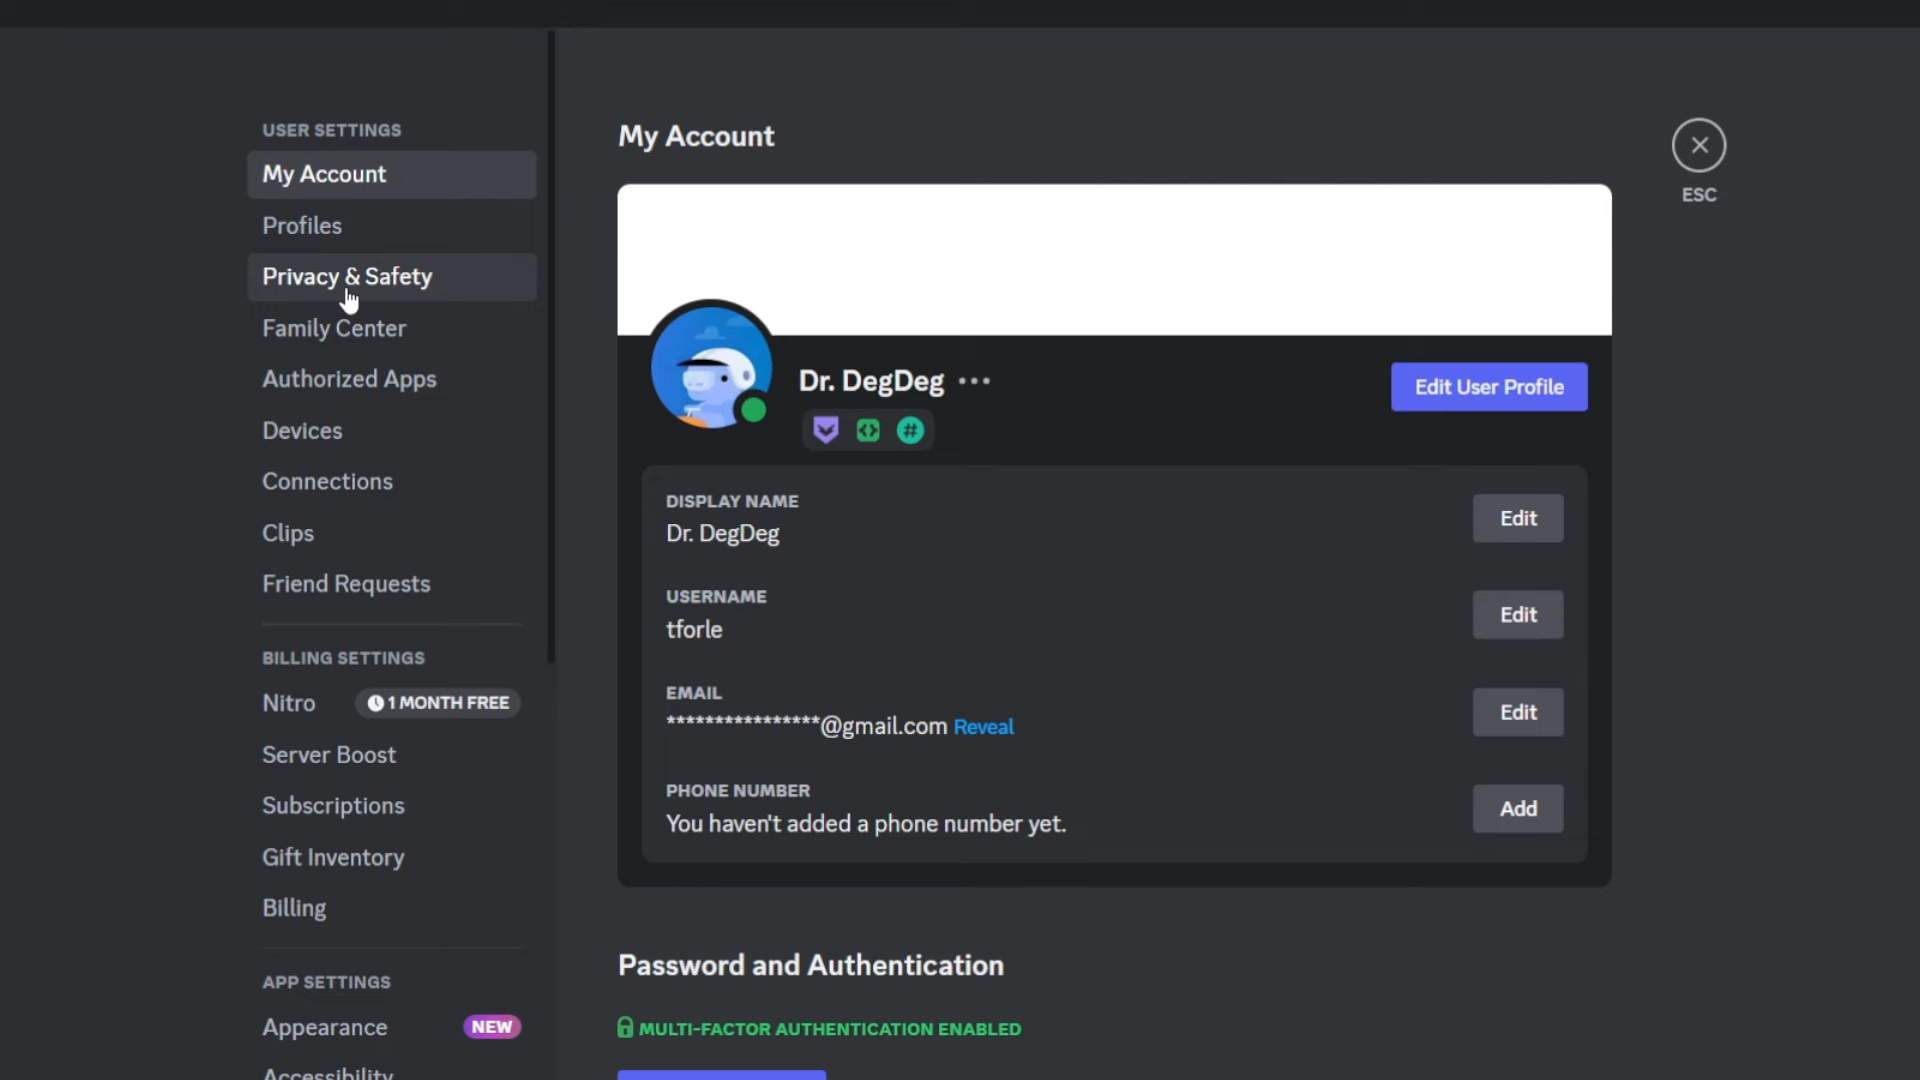 USER SETTINGS
My Account
Profiles
Privacy & Safety
Family Center
Authorized Apps
Devices
Connections
Clips
Friend Requests
BILLING SETTINGS
Nitro 1 MONTH FREE
Server Boost
Subscriptions
Gift Inventory
Billing
APP SETTINGS
Appearance NEW
Accessibility
My Account
ESC
Dr. DegDeg
Edit User Profile
DISPLAY NAME
Dr. DegDeg
Edit
USERNAME
tforle
Edit
EMAIL
****************@gmail.com Reveal
Edit
PHONE NUMBER
You haven't added a phone number yet.
Add
Password and Authentication
MULTI-FACTOR AUTHENTICATION ENABLED